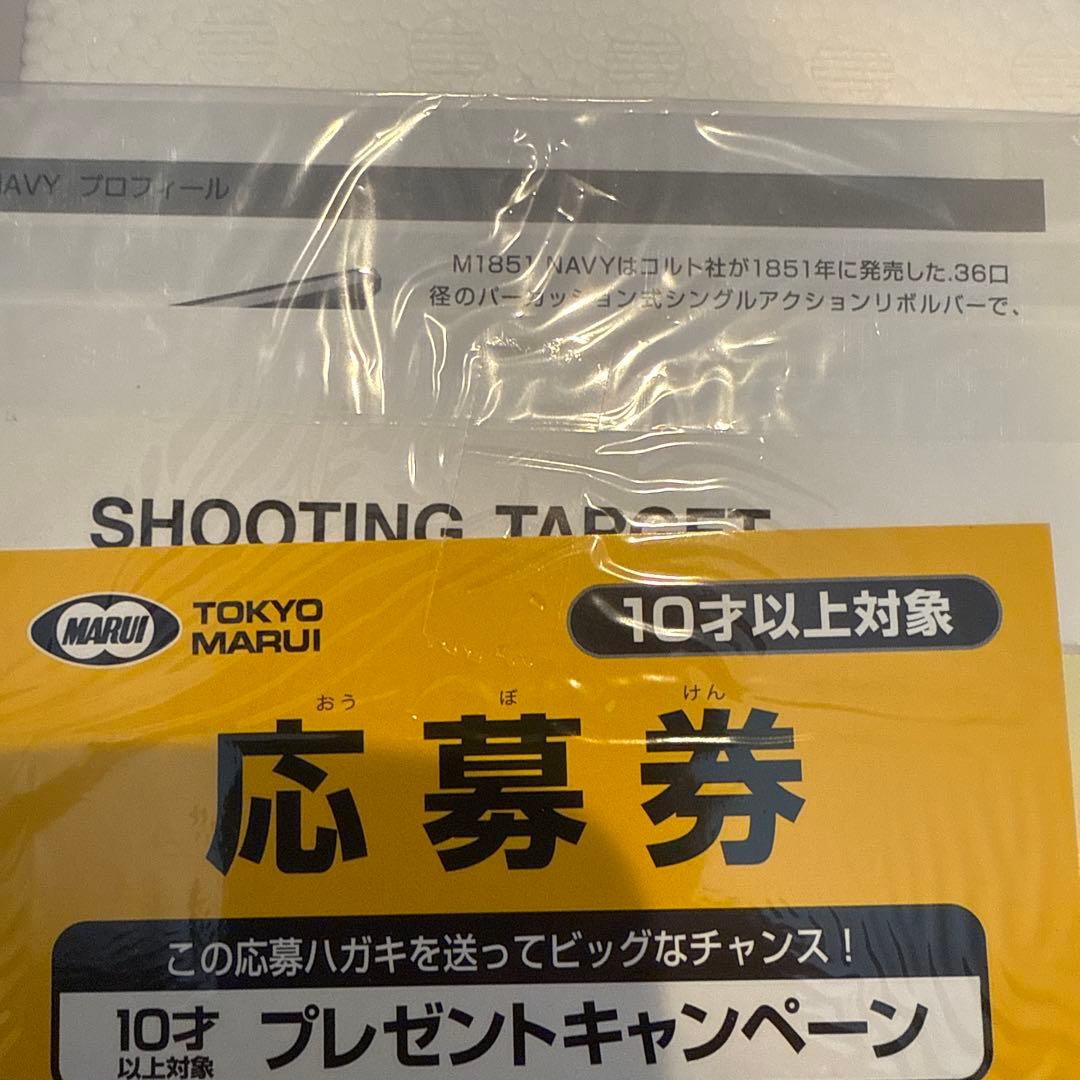 NAVY プロフィール
M1851 NAVYはコルト社が1851年に発売した.36口
径のパーカッション式シングルアクションリボルバーで、
SHOOTING TARGET
MARUI
TOKYO
MARUI
10才以上対象
おう ぼ けん
応募券
この応募ハガキを送ってビッグなチャンス!
10才
以上対象
プレゼントキャンペーン